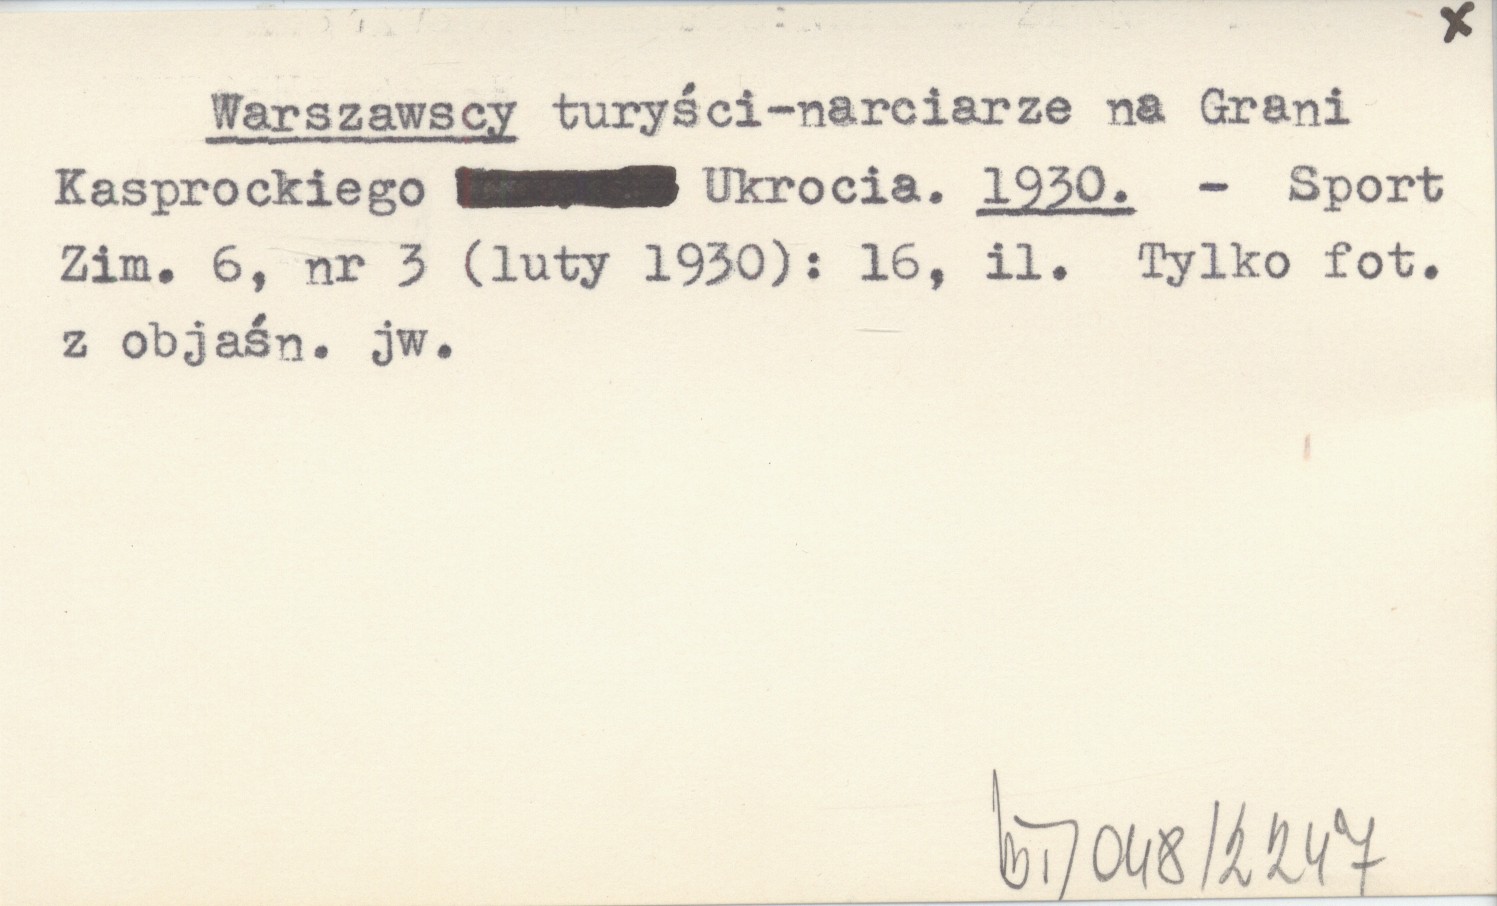 x
Warszawscy turyści-narciarze na Grani
Kasprockiego Ukrocia. 1930. - Sport
Zim. 6, nr 3 (luty 1930): 16, il. Tylko fot.
z objaśn. jw.
048/2247